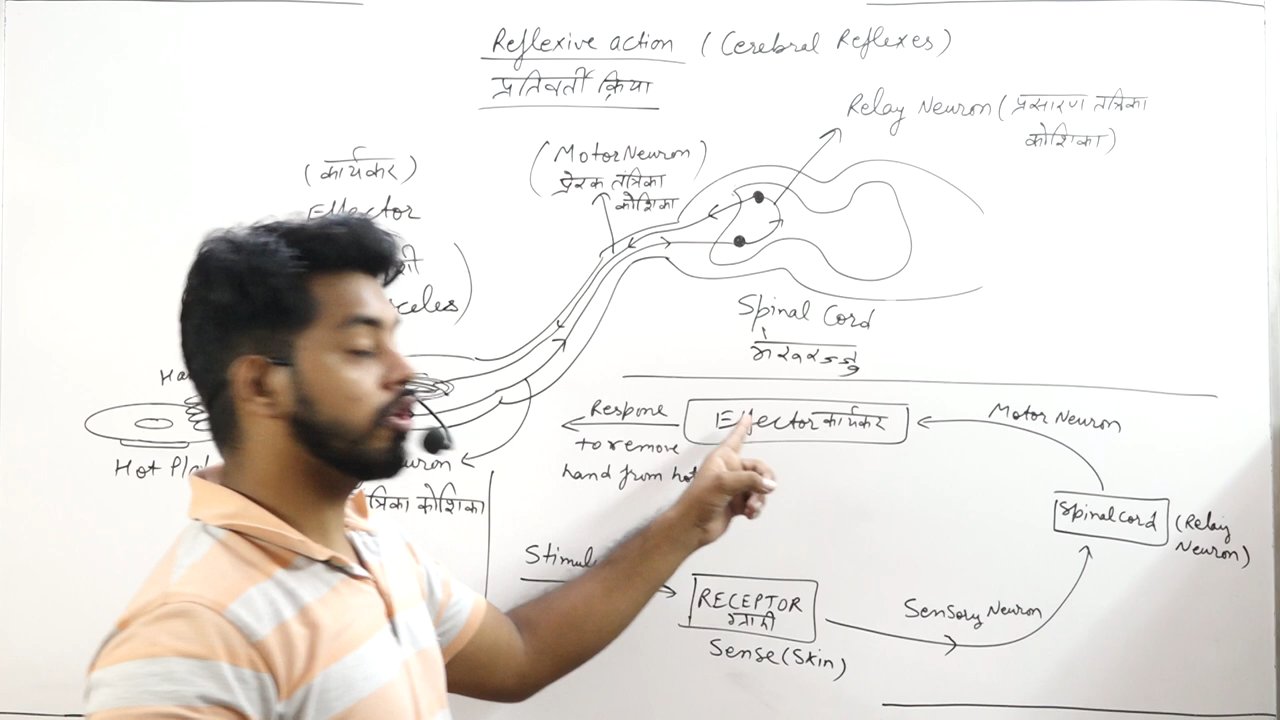 Reflexive action (Cerebral Reflexes)
प्रतिवर्ती क्रिया
Relay Neuron (प्रसारण तंत्रिका
कोशिका)
(Motor Neuron)
प्रेरक तंत्रिका
कोशिका
(कार्यकर)
Effector
Spinal Cord
मेरुरज्जु
Hot
त्रिका कोशिका
Respone
to remove
hand from hot
Effector कार्यकर
Motor Neuron
Spinal cord
(Relay
Neuron)
RECEPTOR
ग्राही
Sense (Skin)
Sensory Neuron